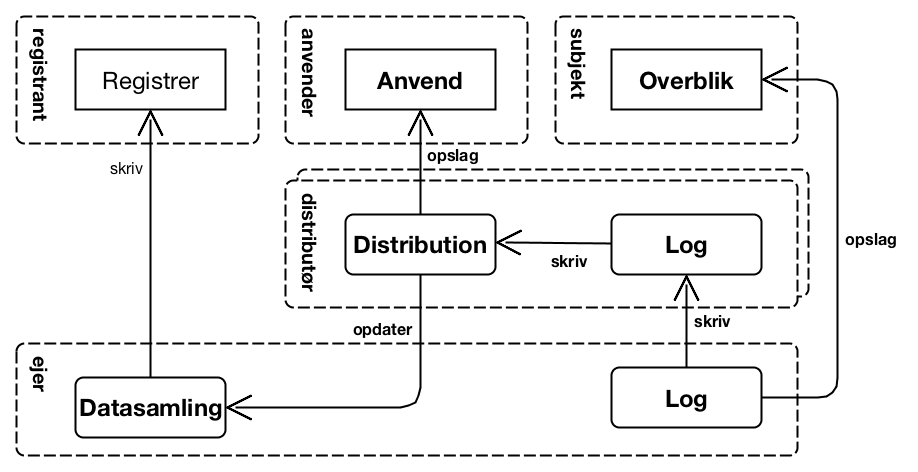 registrant
Registrer
anvender
Anvend
subjekt
Overblik
skriv
opslag
distributør
Distribution
skriv
Log
opslag
opdater
skriv
ejer
Datasamling
Log